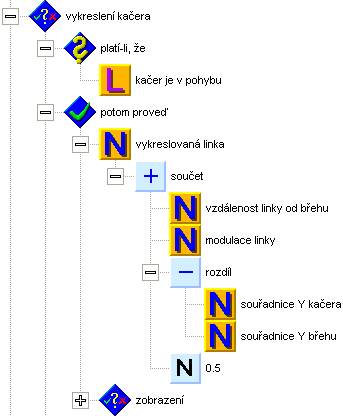 vykreslení kačera
platí-li, že
L kačer je v pohybu
potom proveď
N vykreslovaná linka
+ součet
N vzdálenost linky od břehu
N modulace linky
− rozdíl
N souřadnice Y kačera
N souřadnice Y břehu
N 0.5
zobrazení